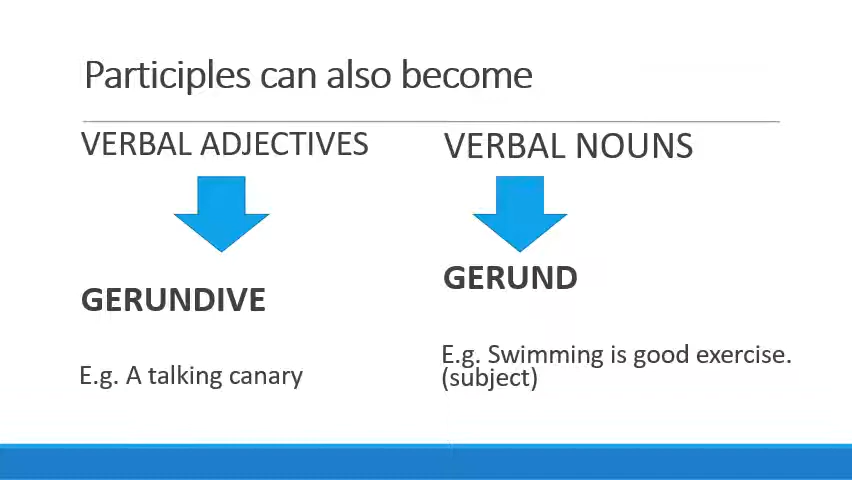 Participles can also become
VERBAL ADJECTIVES
GERUNDIVE
E.g. A talking canary
VERBAL NOUNS
GERUND
E.g. Swimming is good exercise.
(subject)